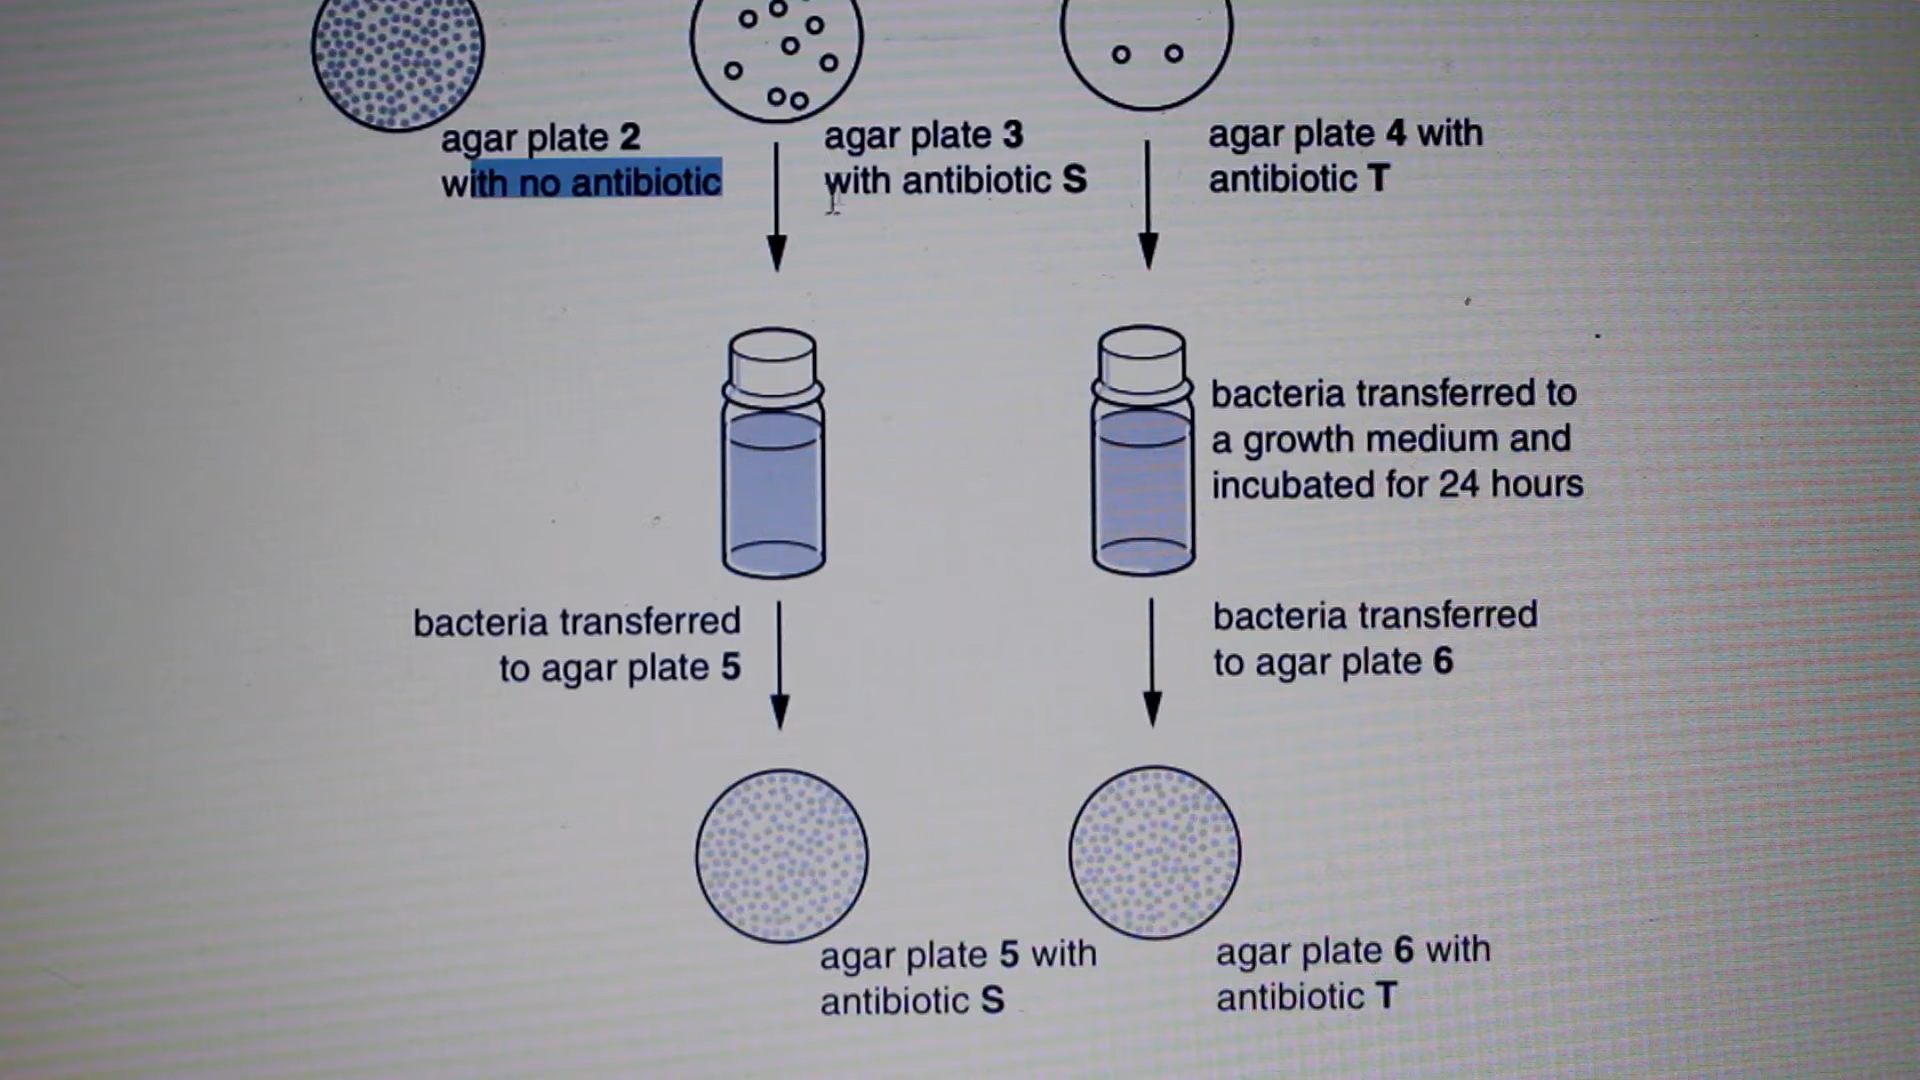 agar plate 2
with no antibiotic
agar plate 3
with antibiotic S
agar plate 4 with
antibiotic T
bacteria transferred to
a growth medium and
incubated for 24 hours
bacteria transferred
to agar plate 5
bacteria transferred
to agar plate 6
agar plate 5 with
antibiotic S
agar plate 6 with
antibiotic T